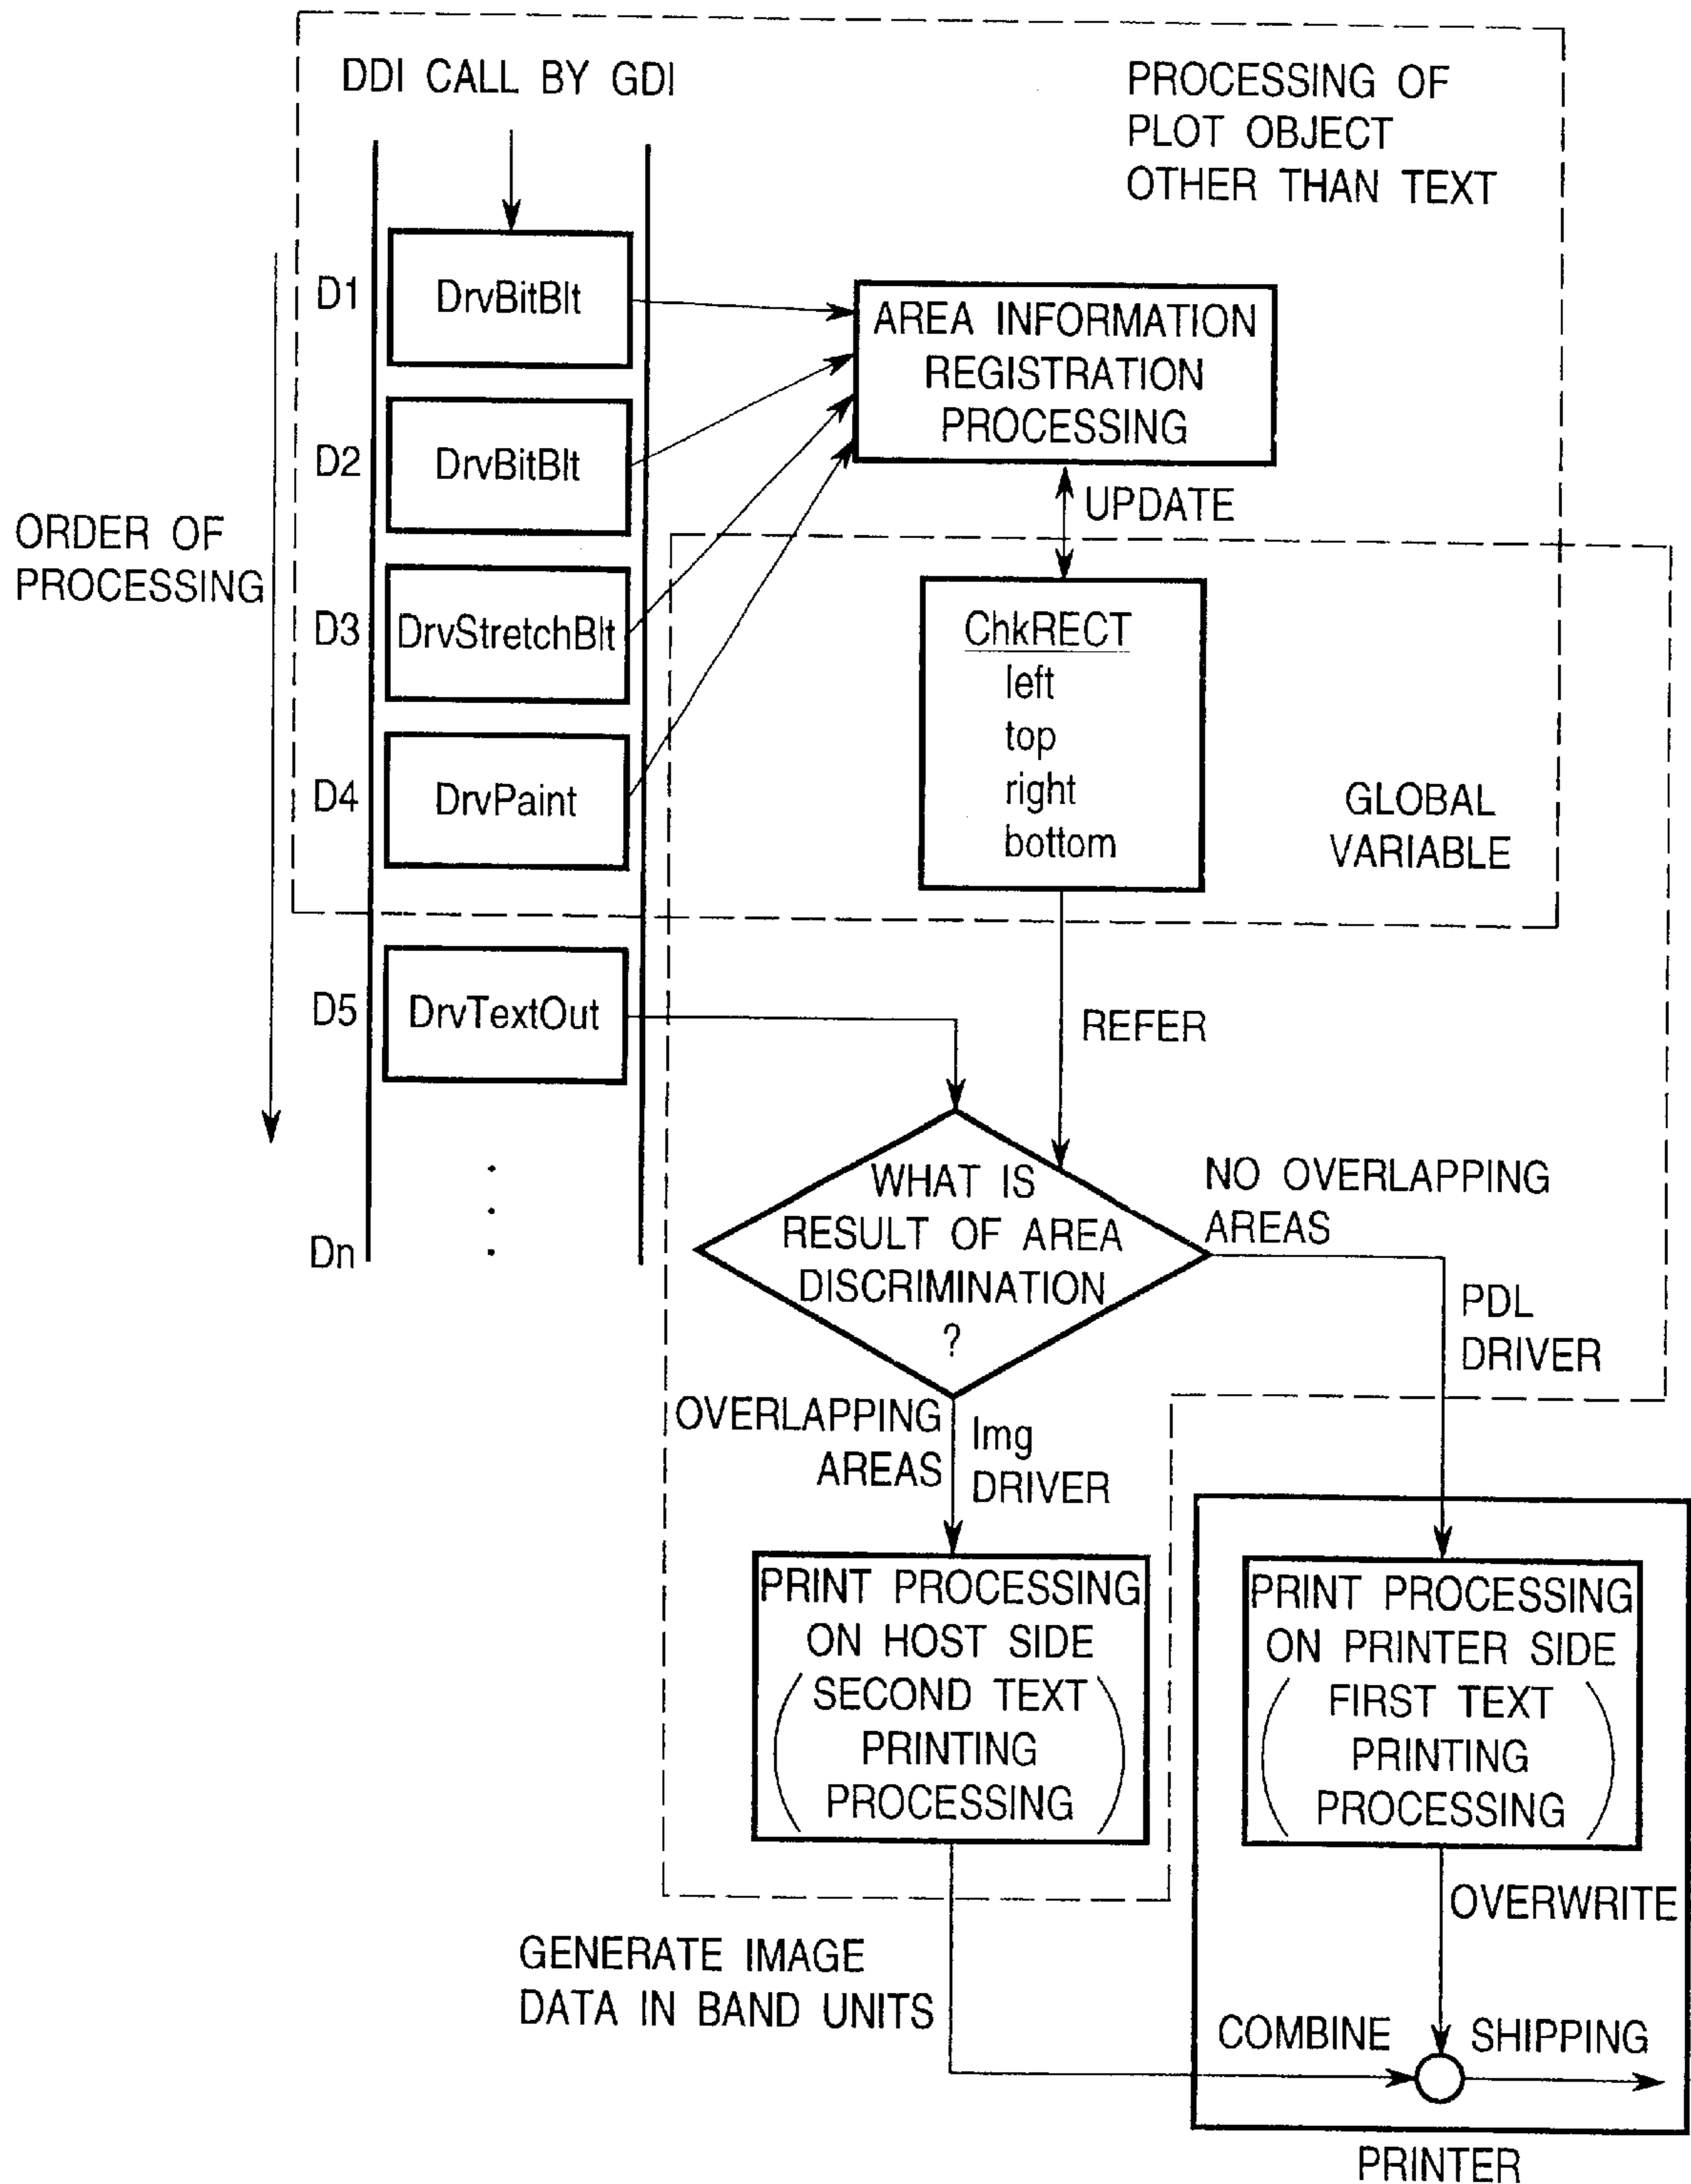 DDI CALL BY GDI
PROCESSING OF
PLOT OBJECT
OTHER THAN TEXT
D1
DrvBitBlt
AREA INFORMATION
REGISTRATION
PROCESSING
D2
DrvBitBlt
UPDATE
ORDER OF
PROCESSING
D3
DrvStretchBlt
ChkRECT
left
top
right
bottom
D4
DrvPaint
GLOBAL
VARIABLE
D5
DrvTextOut
REFER
WHAT IS
RESULT OF AREA
DISCRIMINATION
?
NO OVERLAPPING
AREAS
Dn
PDL
DRIVER
OVERLAPPING
AREAS
Img
DRIVER
PRINT PROCESSING
ON HOST SIDE
(SECOND TEXT
PRINTING
PROCESSING)
PRINT PROCESSING
ON PRINTER SIDE
(FIRST TEXT
PRINTING
PROCESSING)
OVERWRITE
GENERATE IMAGE
DATA IN BAND UNITS
COMBINE
SHIPPING
PRINTER